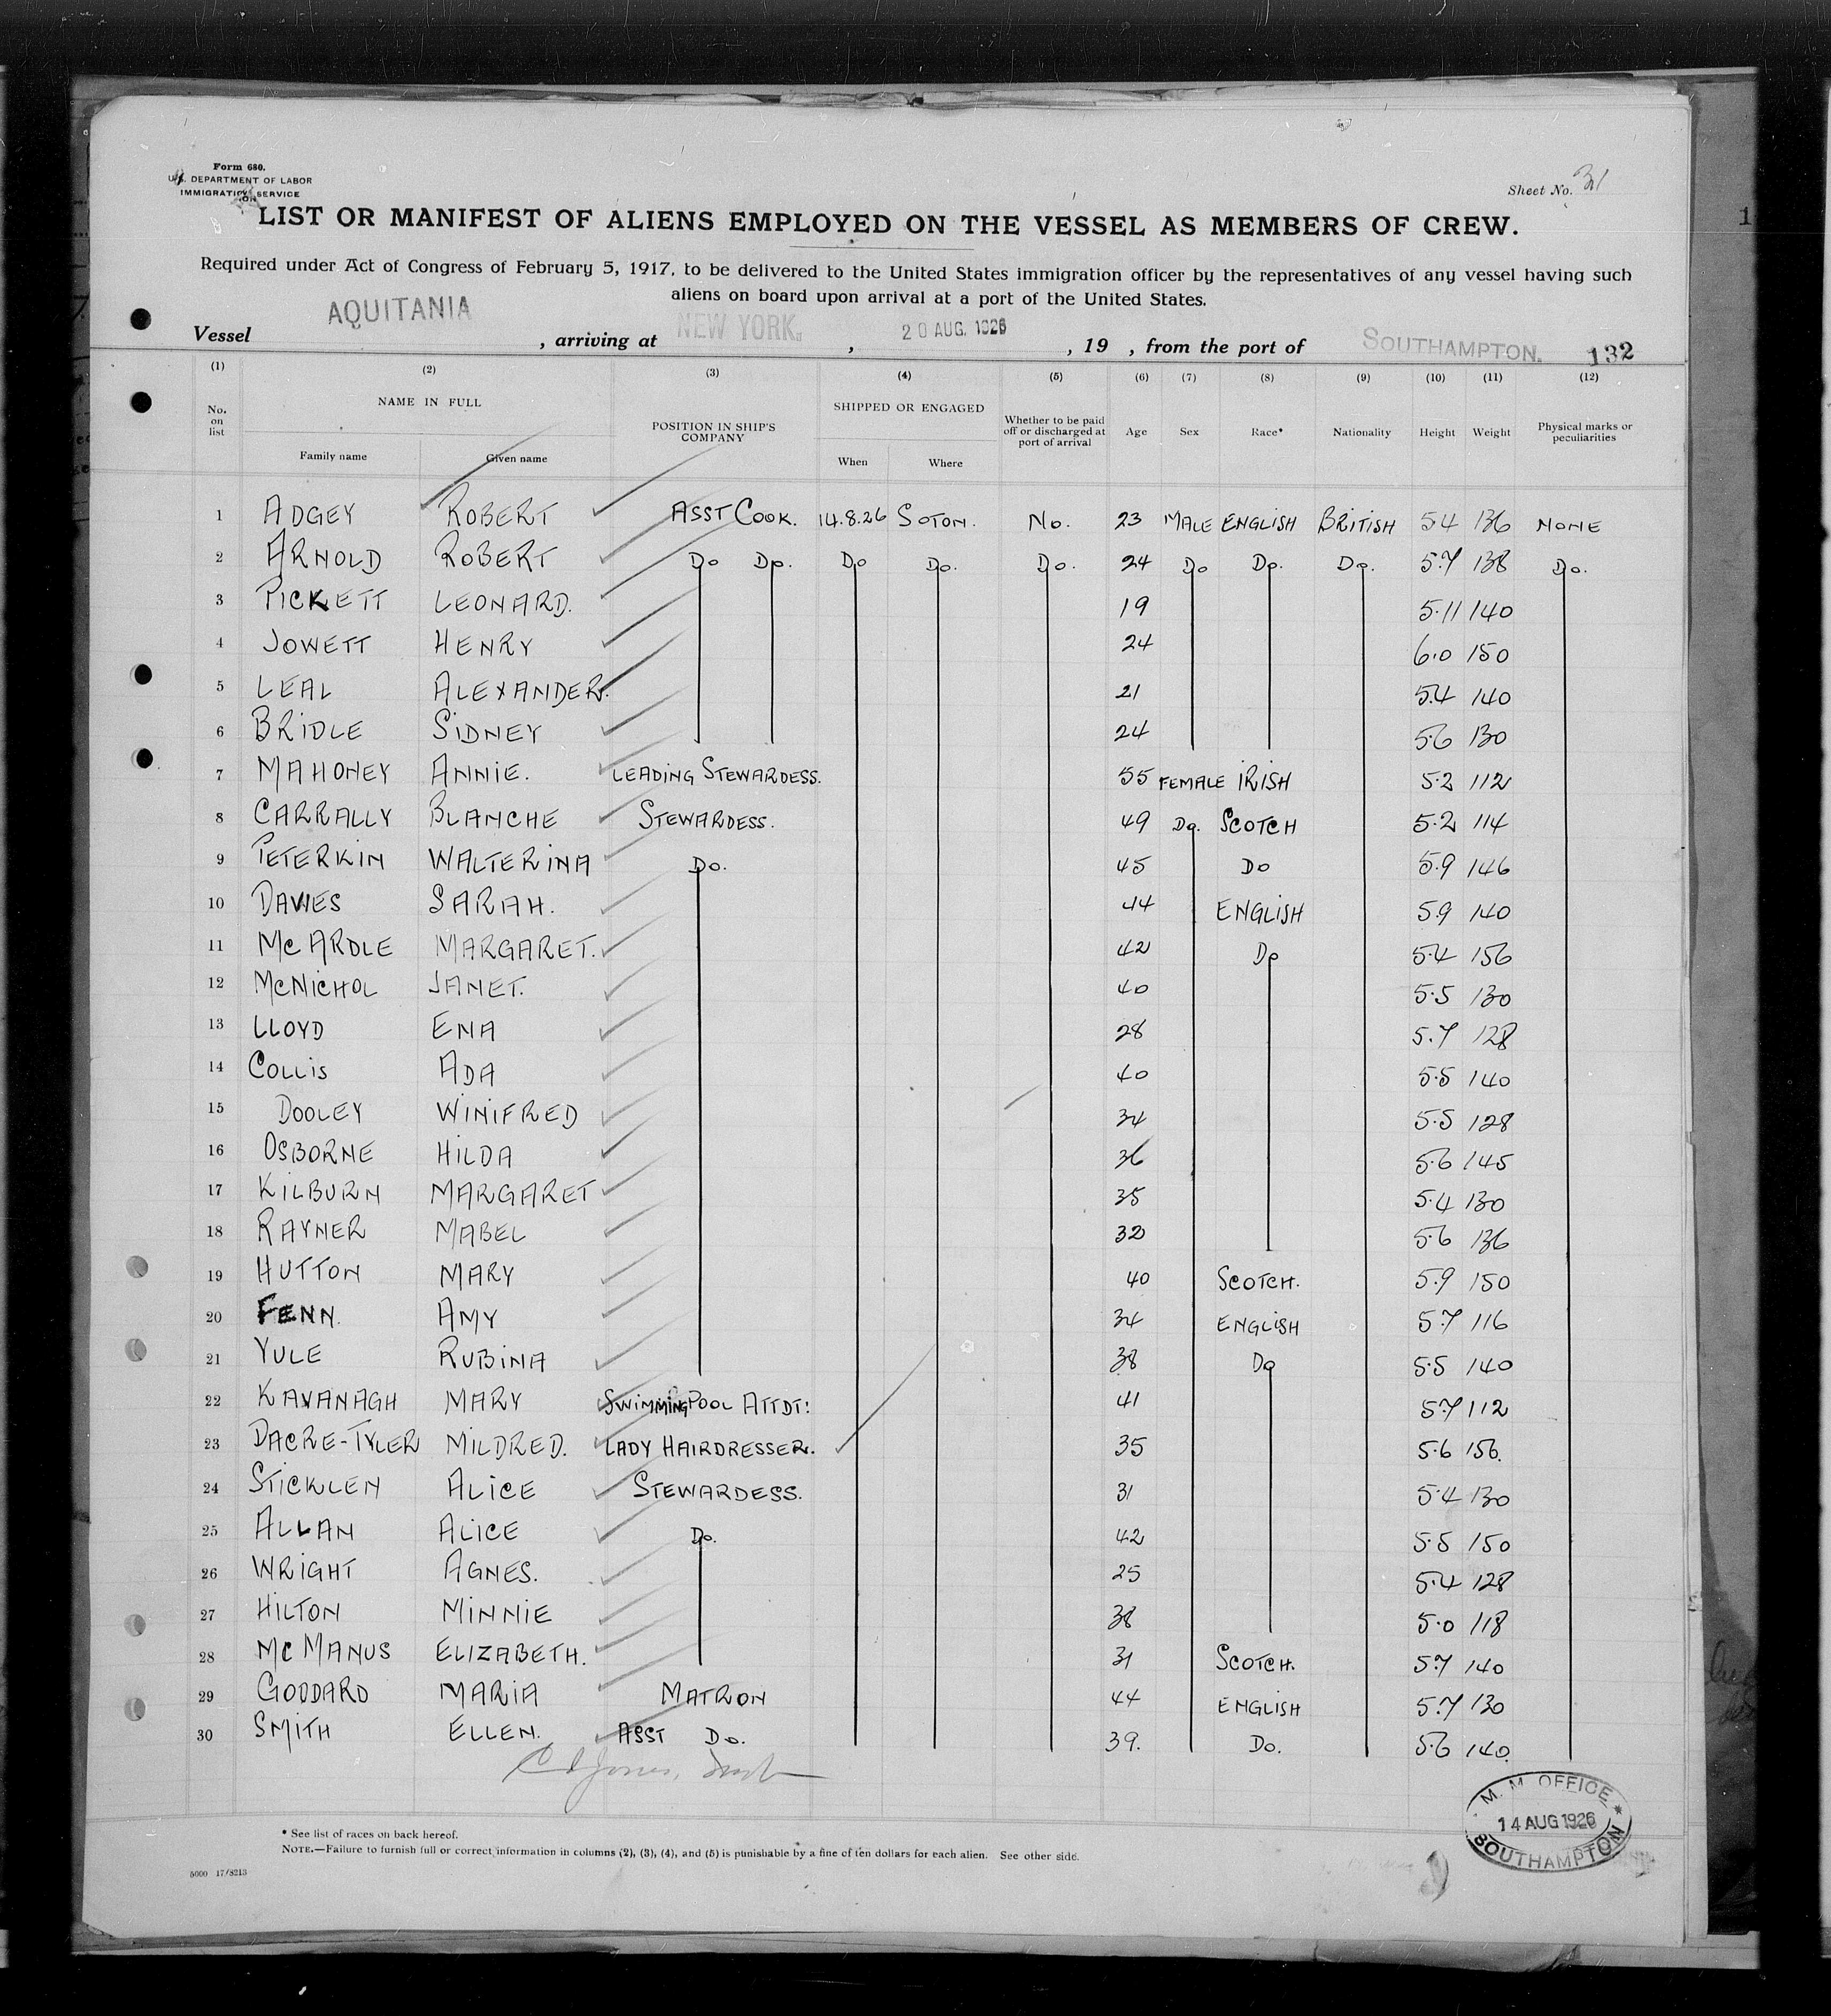 Form 680.
U.S. DEPARTMENT OF LABOR
IMMIGRATION SERVICE
Sheet No. 31
LIST OR MANIFEST OF ALIENS EMPLOYED ON THE VESSEL AS MEMBERS OF CREW.
Required under Act of Congress of February 5, 1917, to be delivered to the United States immigration officer by the representatives of any vessel having such
aliens on board upon arrival at a port of the United States.
Vessel AQUITANIA, arriving at NEW YORK., 20 AUG. 1926, 19 , from the port of SOUTHAMPTON. 132
(1) (2) (3) (4) (5) (6) (7) (8) (9) (10) (11) (12)
No. on list NAME IN FULL POSITION IN SHIP'S COMPANY SHIPPED OR ENGAGED Whether to be paid off or discharged at port of arrival Age Sex Race* Nationality Height Weight Physical marks or peculiarities
Family name Given name When Where
1 ADGEY ROBERT ASST COOK. 14.8.26 SOTON. NO. 23 MALE ENGLISH BRITISH 5.4 136 NONE
2 ARNOLD ROBERT DO DO. DO DO. DO. 24 DO DO. DO. 5.7 138 DO.
3 PICKETT LEONARD. 19 5.11 140
4 JOWETT HENRY 24 6.0 150
5 LEAL ALEXANDER. 21 5.4 140
6 BRIDLE SIDNEY 24 5.6 130
7 MAHONEY ANNIE. LEADING STEWARDESS. 55 FEMALE IRISH 5.2 112
8 CARRALLY BLANCHE STEWARDESS. 49 DO. SCOTCH 5.2 114
9 PETERKIN WALTERINA DO. 45 DO 5.9 146
10 DAVIES SARAH. 44 ENGLISH 5.9 140
11 MCARDLE MARGARET. 42 DO 5.4 156
12 MCNICHOL JANET. 40 5.5 130
13 LLOYD ENA 28 5.7 128
14 COLLIS ADA 40 5.5 140
15 DOOLEY WINIFRED 34 5.5 128
16 OSBORNE HILDA 36 5.6 145
17 KILBURN MARGARET 35 5.4 130
18 RAYNER MABEL 32 5.6 136
19 HUTTON MARY 40 SCOTCH. 5.9 150
20 FENN. AMY 34 ENGLISH 5.7 116
21 YULE RUBINA 38 DO 5.5 140
22 KAVANAGH MARY SWIMMING POOL ATTDT: 41 5.7 112
23 DACRE-TYLER MILDRED. LADY HAIRDRESSER. 35 5.6 156.
24 STICKLEN ALICE STEWARDESS. 31 5.4 130
25 ALLAN ALICE DO. 42 5.5 150
26 WRIGHT AGNES. 25 5.4 128
27 HILTON MINNIE 38 5.0 118
28 MCMANUS ELIZABETH. 31 SCOTCH. 5.7 140
29 GODDARD MARIA MATRON 44 ENGLISH 5.7 130
30 SMITH ELLEN. ASST DO. 39. DO. 5.6 140.
M. M. OFFICE
14 AUG 1926
SOUTHAMPTON
* See list of races on back hereof.
NOTE.—Failure to furnish full or correct information in columns (2), (3), (4), and (5) is punishable by a fine of ten dollars for each alien. See other side.
5000 17/8213